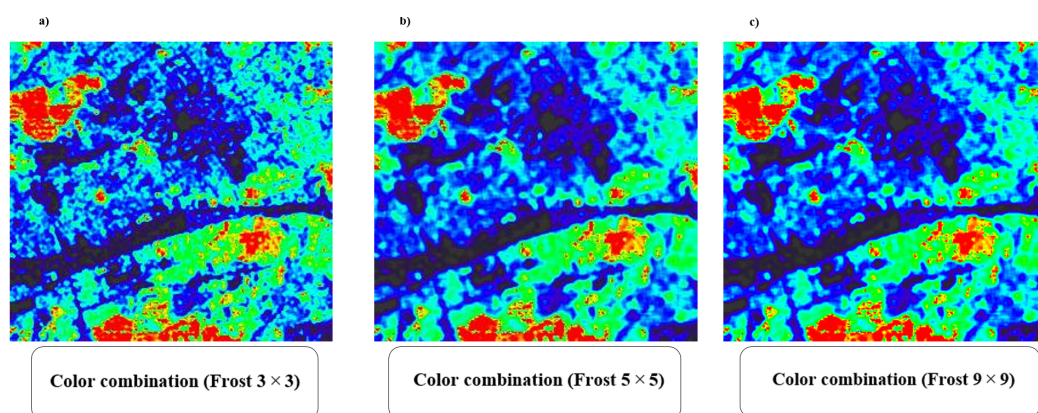 a)
b)
c)
Color combination (Frost 3 × 3)
Color combination (Frost 5 × 5)
Color combination (Frost 9 × 9)